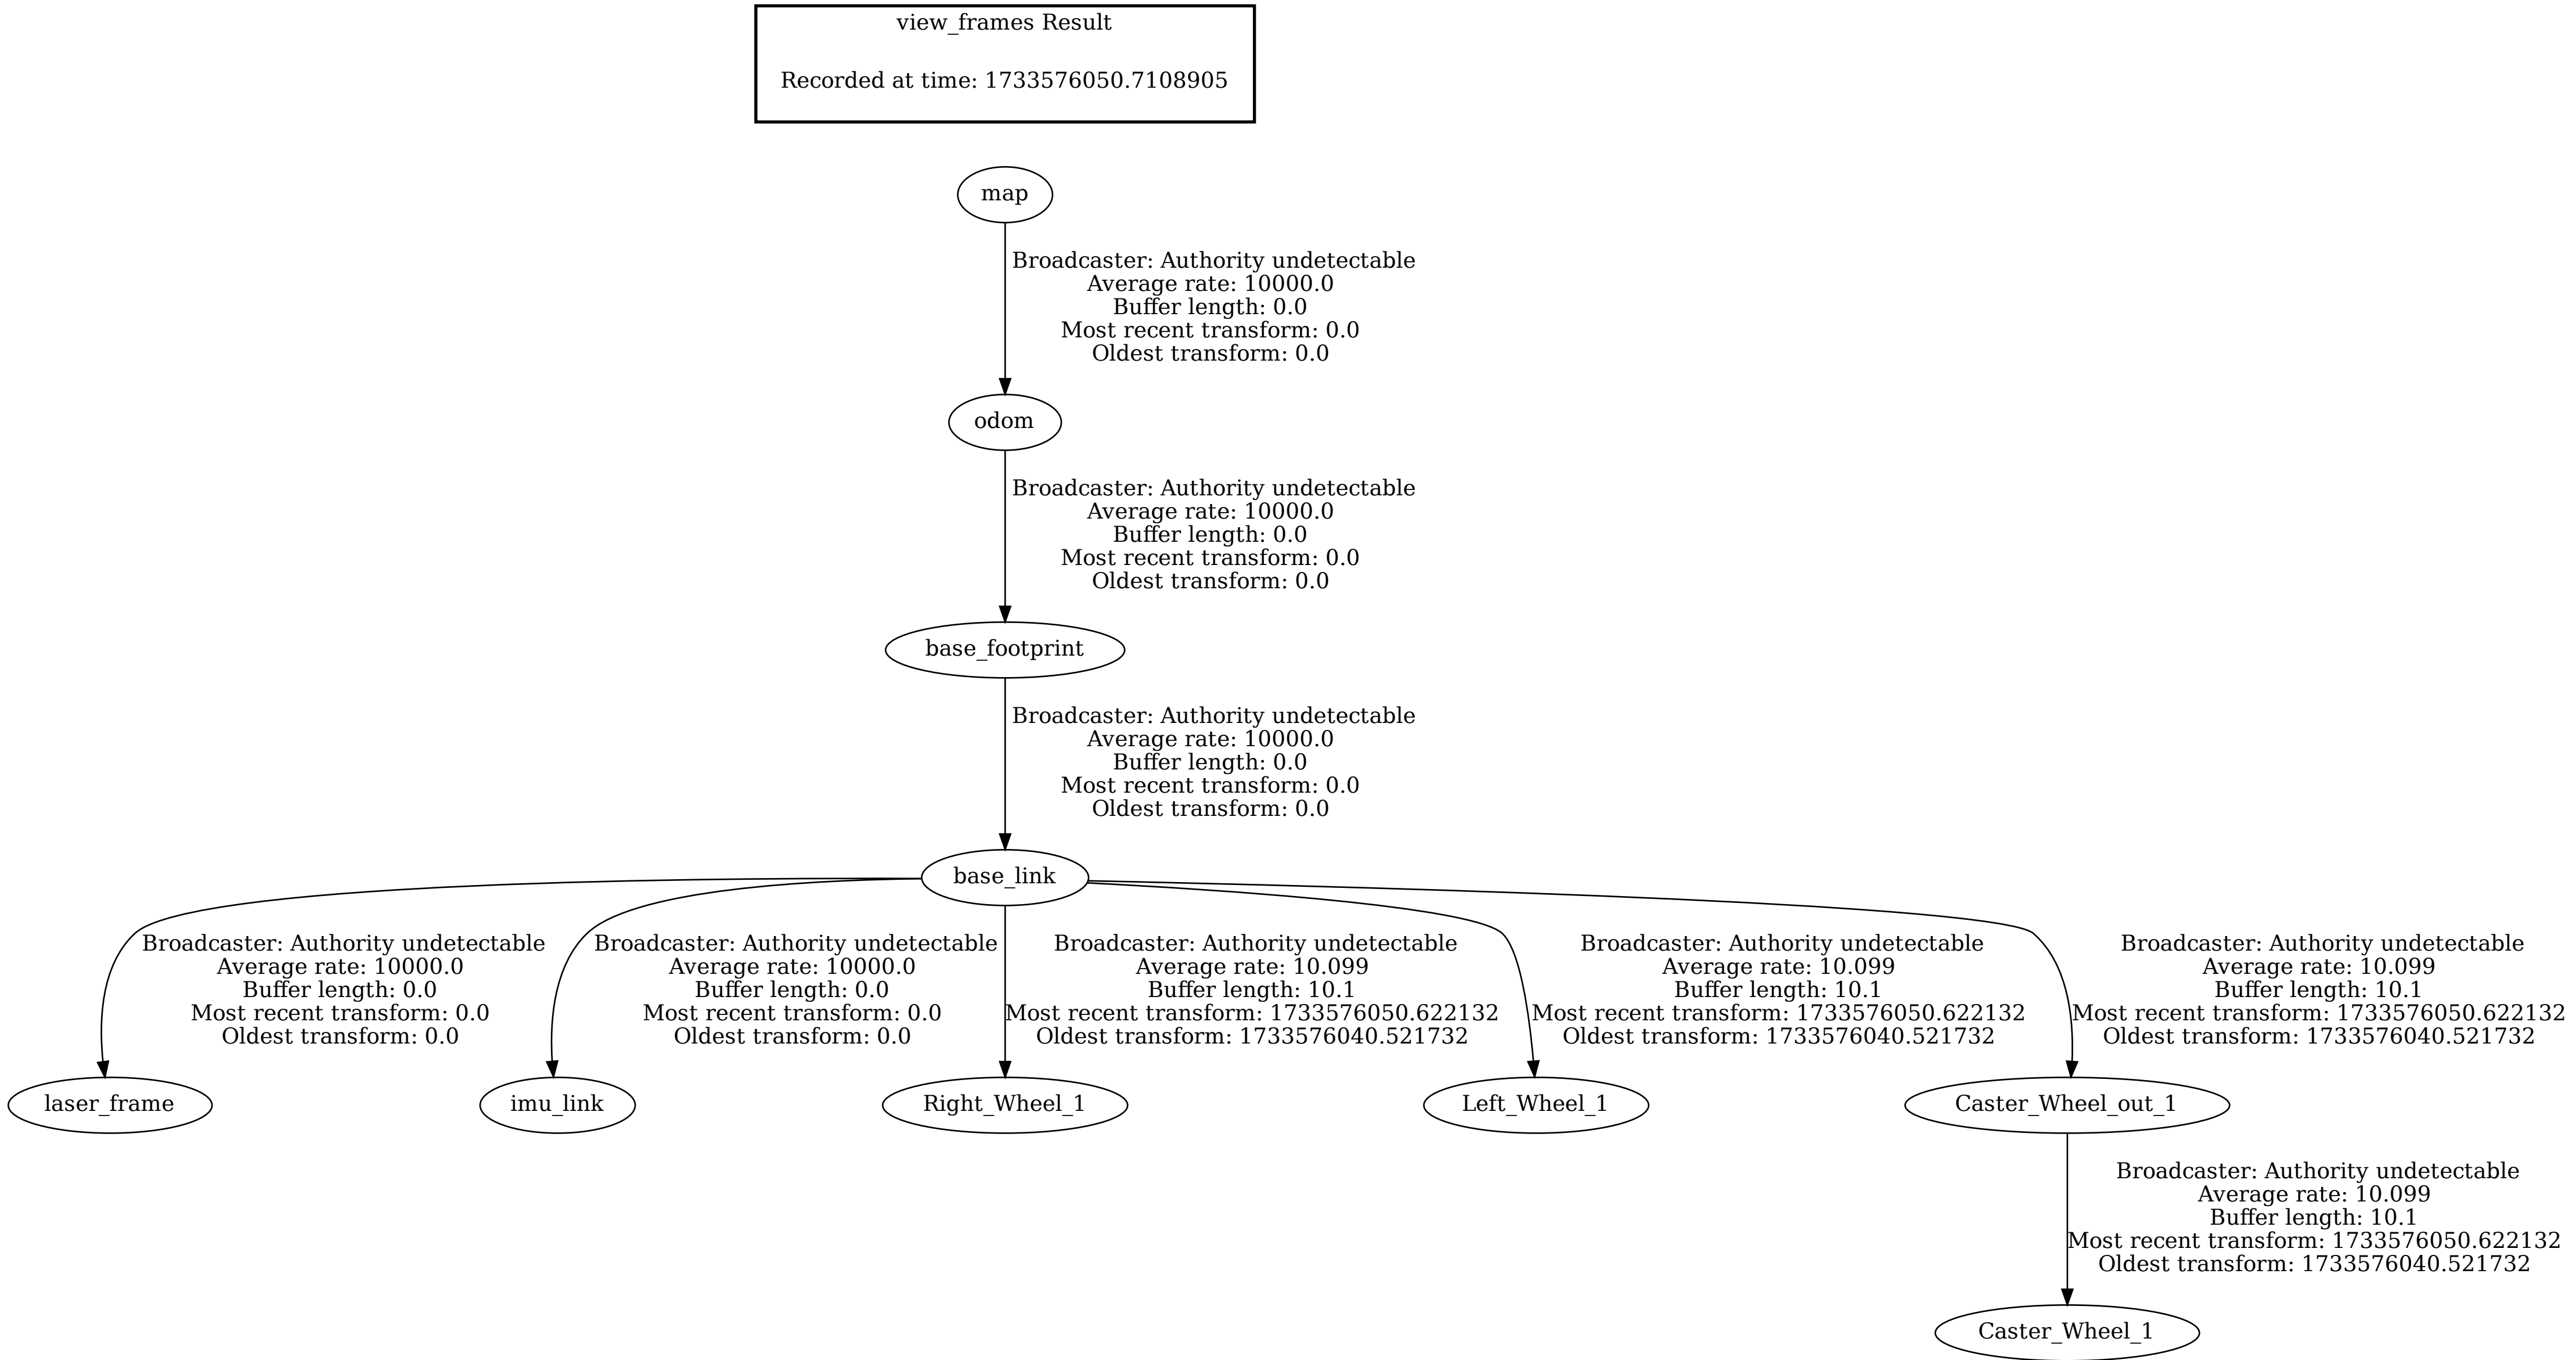 view_frames Result
Recorded at time: 1733576050.7108905
map
Broadcaster: Authority undetectable
Average rate: 10000.0
Buffer length: 0.0
Most recent transform: 0.0
Oldest transform: 0.0
odom
Broadcaster: Authority undetectable
Average rate: 10000.0
Buffer length: 0.0
Most recent transform: 0.0
Oldest transform: 0.0
base_footprint
Broadcaster: Authority undetectable
Average rate: 10000.0
Buffer length: 0.0
Most recent transform: 0.0
Oldest transform: 0.0
base_link
Broadcaster: Authority undetectable
Average rate: 10000.0
Buffer length: 0.0
Most recent transform: 0.0
Oldest transform: 0.0
Broadcaster: Authority undetectable
Average rate: 10000.0
Buffer length: 0.0
Most recent transform: 0.0
Oldest transform: 0.0
Broadcaster: Authority undetectable
Average rate: 10.099
Buffer length: 10.1
Most recent transform: 1733576050.622132
Oldest transform: 1733576040.521732
Broadcaster: Authority undetectable
Average rate: 10.099
Buffer length: 10.1
Most recent transform: 1733576050.622132
Oldest transform: 1733576040.521732
Broadcaster: Authority undetectable
Average rate: 10.099
Buffer length: 10.1
Most recent transform: 1733576050.622132
Oldest transform: 1733576040.521732
laser_frame
imu_link
Right_Wheel_1
Left_Wheel_1
Caster_Wheel_out_1
Broadcaster: Authority undetectable
Average rate: 10.099
Buffer length: 10.1
Most recent transform: 1733576050.622132
Oldest transform: 1733576040.521732
Caster_Wheel_1